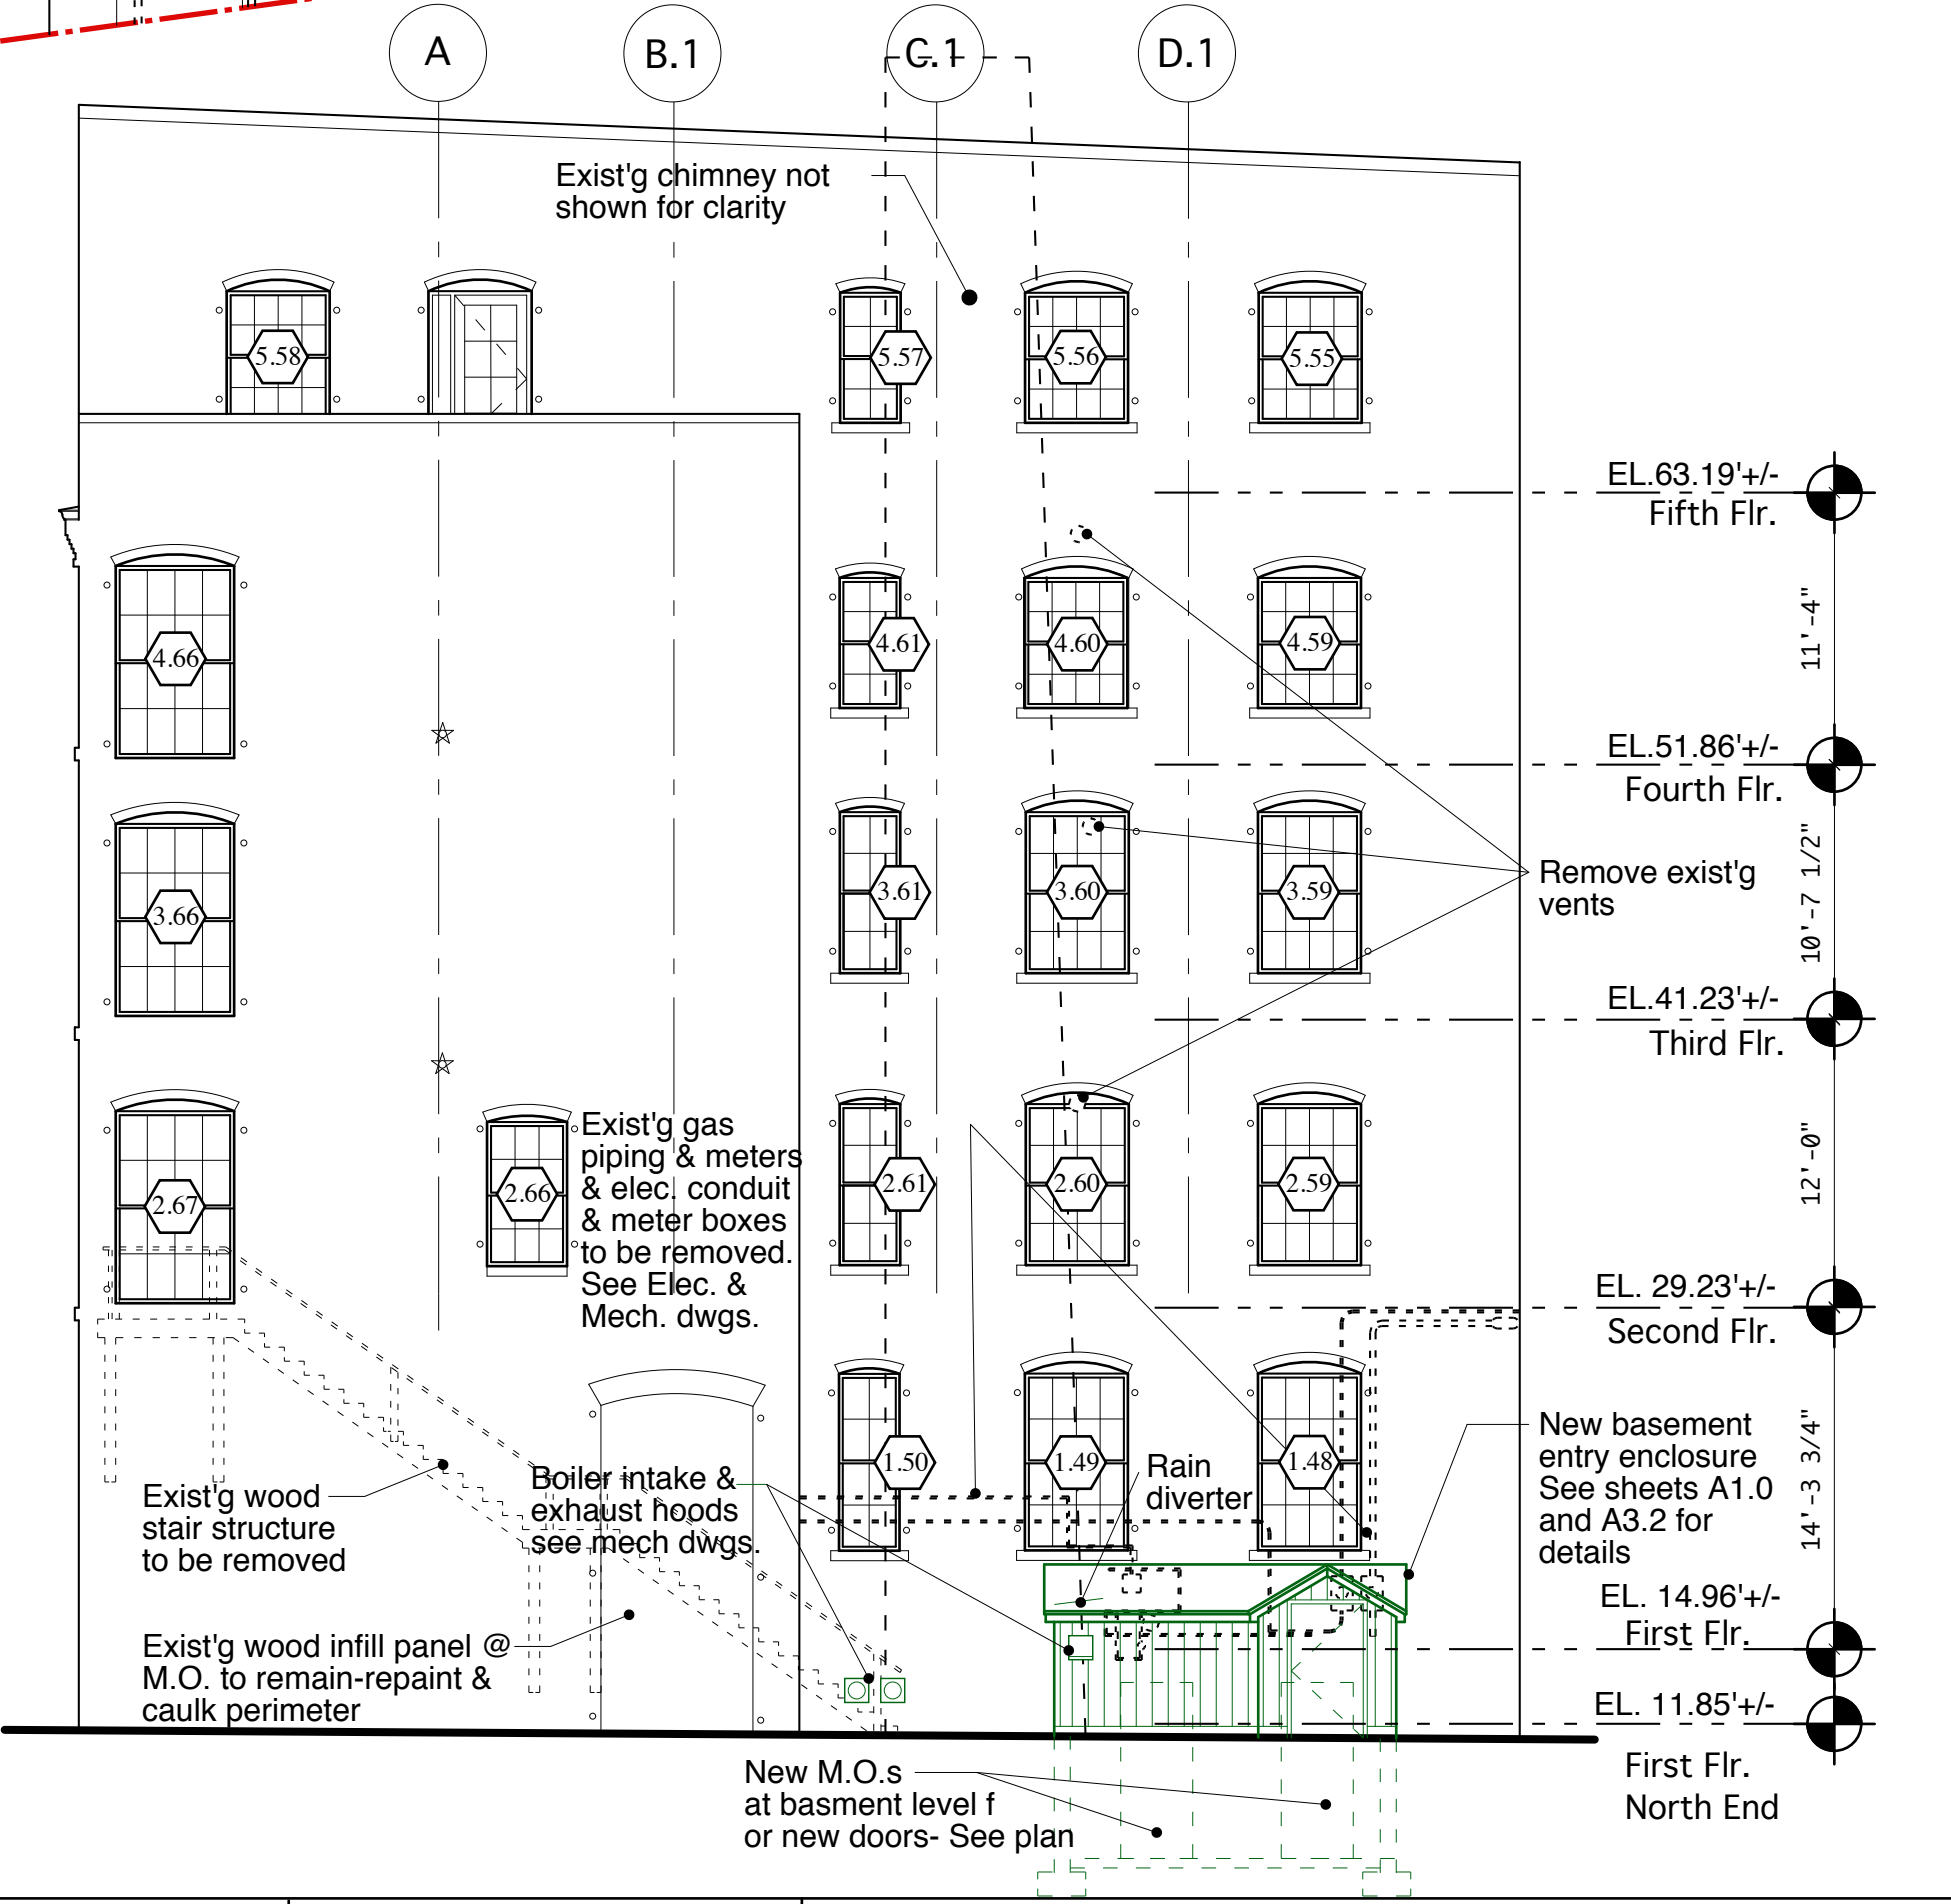 A
B.1
C.1
D.1
Exist'g chimney not
shown for clarity
5.58
5.57
5.56
5.55
EL.63.19'+/-
Fifth Flr.
11'-4"
4.66
4.61
4.60
4.59
EL.51.86'+/-
Fourth Flr.
10'-7 1/2"
Remove exist'g
vents
3.66
3.61
3.60
3.59
EL.41.23'+/-
Third Flr.
12'-0"
Exist'g gas
piping & meters
& elec. conduit
& meter boxes
to be removed.
See Elec. &
Mech. dwgs.
2.67
2.66
2.61
2.60
2.59
EL. 29.23'+/-
Second Flr.
14'-3 3/4"
New basement
entry enclosure
See sheets A1.0
and A3.2 for
details
1.50
1.49
1.48
Rain
diverter
Boiler intake &
exhaust hoods
see mech dwgs.
Exist'g wood
stair structure
to be removed
EL. 14.96'+/-
First Flr.
Exist'g wood infill panel @
M.O. to remain-repaint &
caulk perimeter
EL. 11.85'+/-
First Flr.
North End
New M.O.s
at basment level f
or new doors- See plan